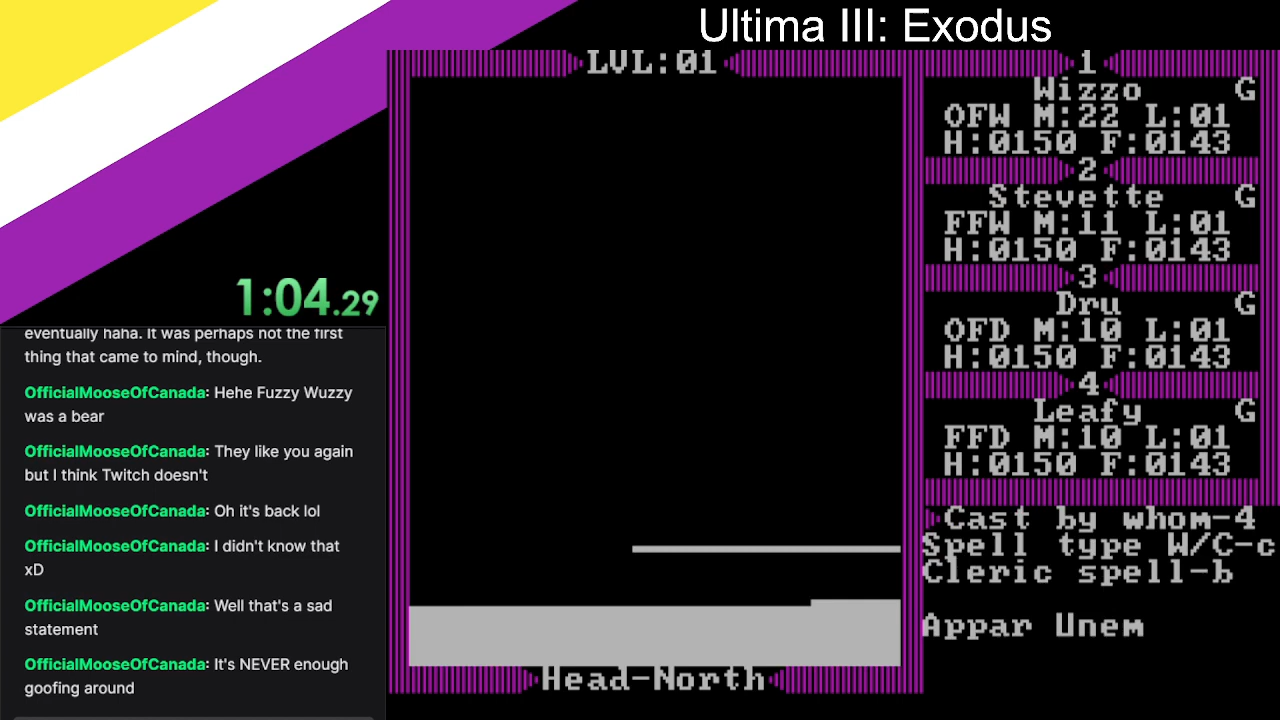 Ultima III: Exodus
LVL:01
1
Wizzo G
OFW M:22 L:01
H:0150 F:0143
2
Stevette G
FFW M:11 L:01
H:0150 F:0143
3
Dru G
OFD M:10 L:01
H:0150 F:0143
4
Leafy G
FFD M:10 L:01
H:0150 F:0143
Cast by whom-4
Spell type W/C-c
Cleric spell-b
Appar Unem
Head-North
1:04.29
eventually haha. It was perhaps not the first
thing that came to mind, though.
OfficialMooseOfCanada: Hehe Fuzzy Wuzzy
was a bear
OfficialMooseOfCanada: They like you again
but I think Twitch doesn't
OfficialMooseOfCanada: Oh it's back lol
OfficialMooseOfCanada: I didn't know that
xD
OfficialMooseOfCanada: Well that's a sad
statement
OfficialMooseOfCanada: It's NEVER enough
goofing around